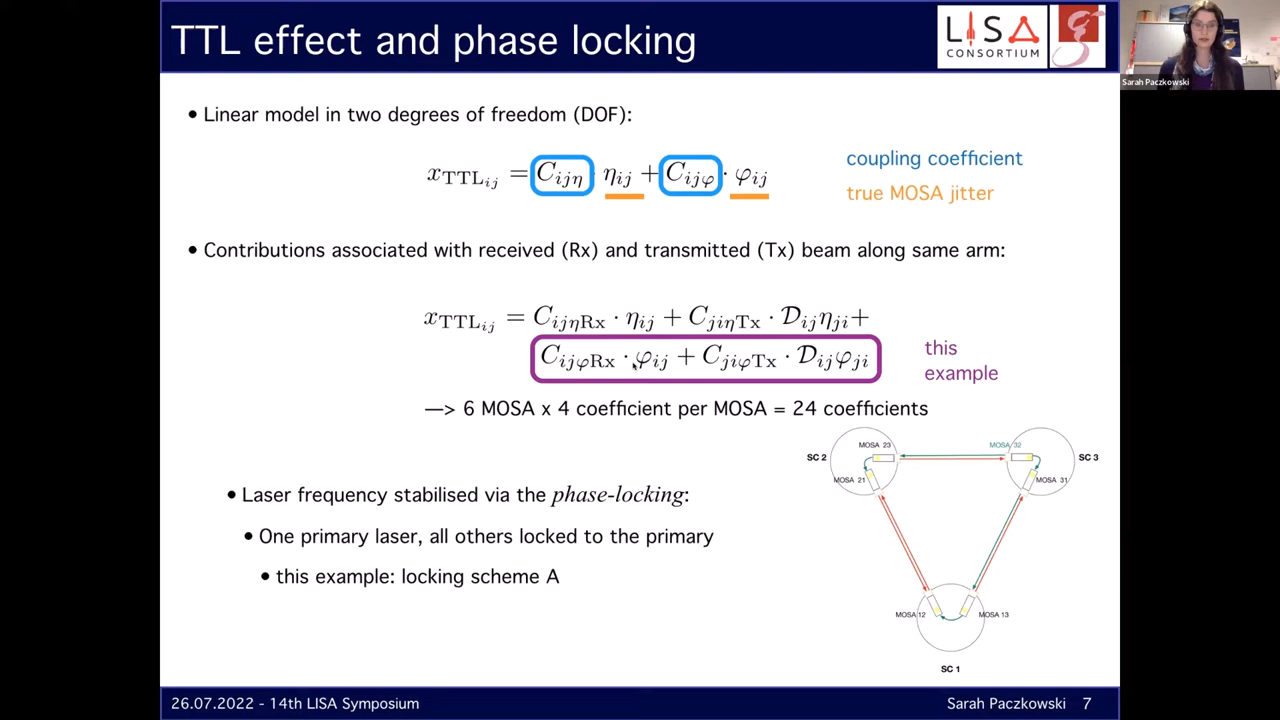 TTL effect and phase locking
LISA
CONSORTIUM
Sarah Paczkowski
• Linear model in two degrees of freedom (DOF):
x_TTL_ij = C_ijη · η_ij + C_ijφ · φ_ij
coupling coefficient
true MOSA jitter
• Contributions associated with received (Rx) and transmitted (Tx) beam along same arm:
x_TTL_ij = C_ijηRx · η_ij + C_jiηTx · D_ij η_ji +
C_ijφRx · φ_ij + C_jiφTx · D_ij φ_ji
this
example
—> 6 MOSA x 4 coefficient per MOSA = 24 coefficients
MOSA 23
MOSA 32
SC 2
SC 3
MOSA 21
MOSA 31
• Laser frequency stabilised via the phase-locking:
• One primary laser, all others locked to the primary
• this example: locking scheme A
MOSA 12
MOSA 13
SC 1
26.07.2022 - 14th LISA Symposium
Sarah Paczkowski 7